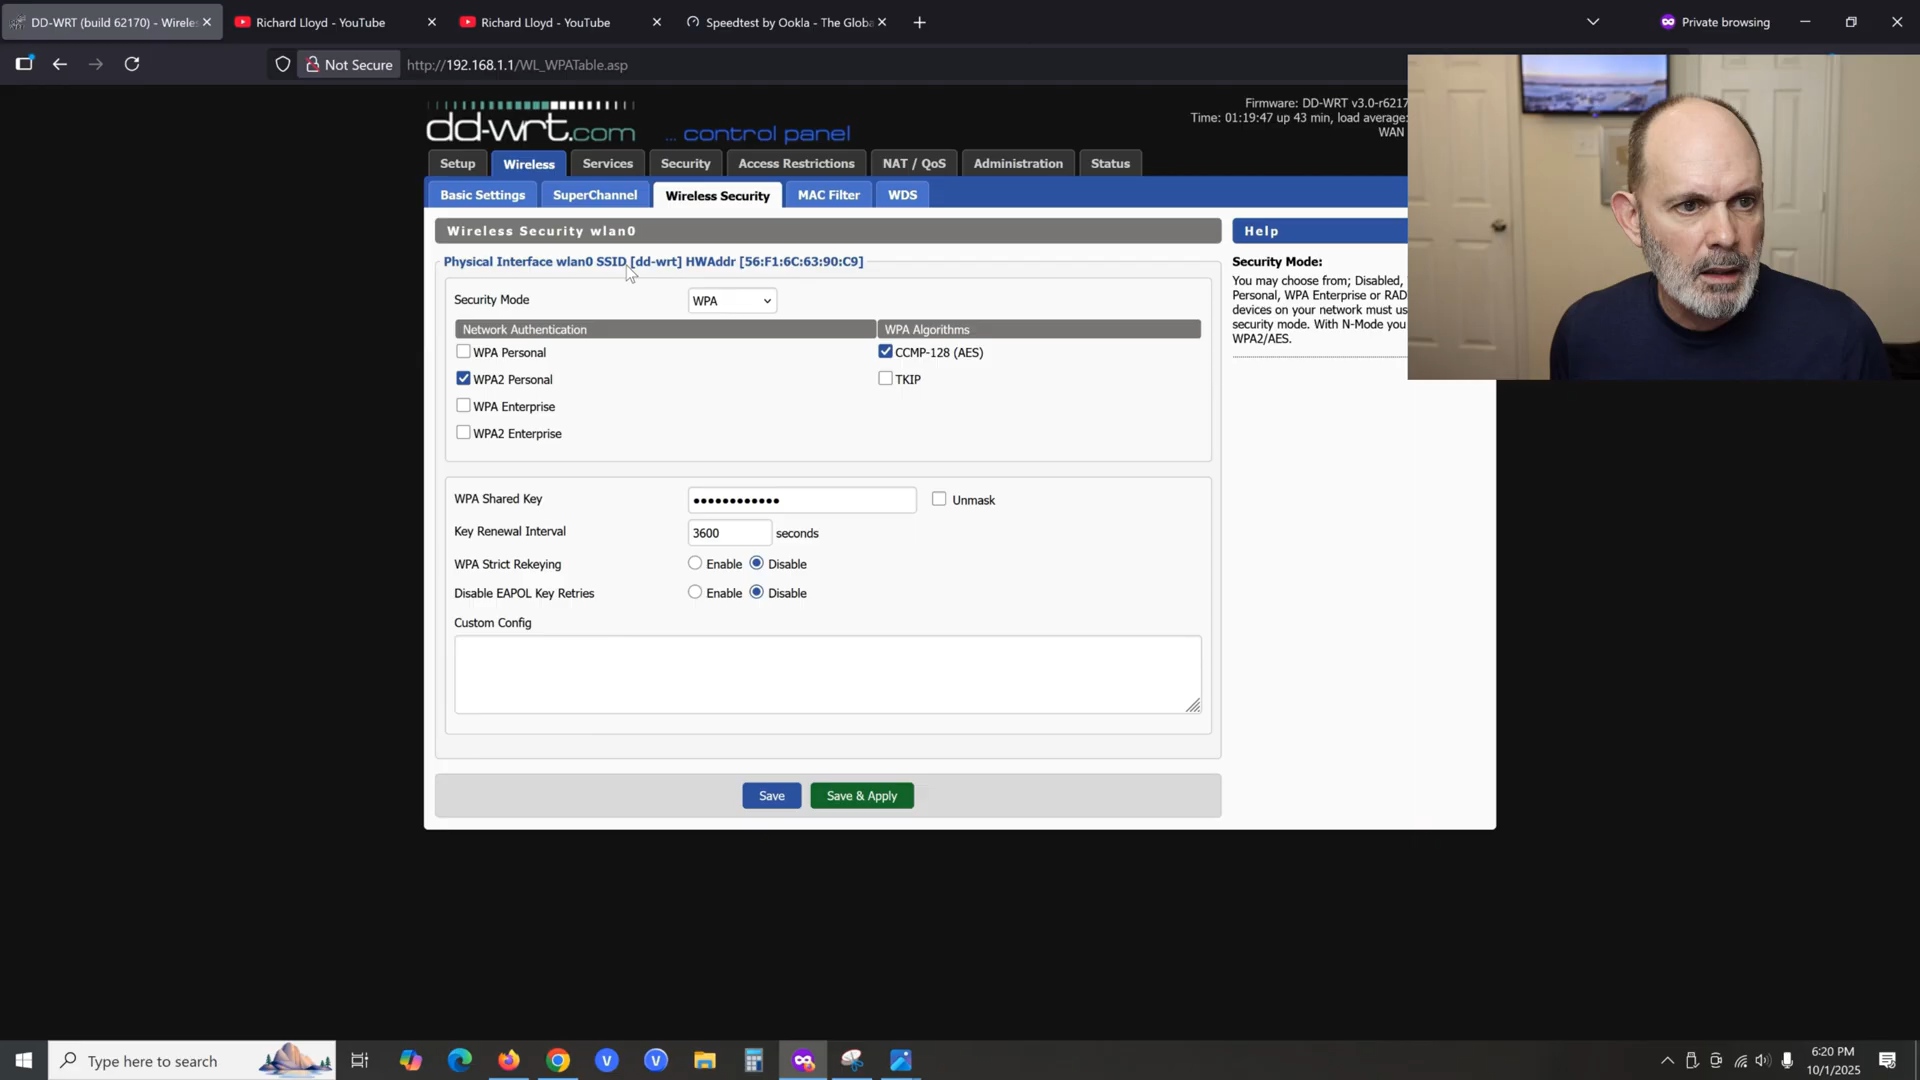 DD-WRT (build 62170) - Wireles
Richard Lloyd - YouTube
Richard Lloyd - YouTube
Speedtest by Ookla - The Globa
Private browsing
Not Secure
http://192.168.1.1/WL_WPATable.asp
dd-wrt.com
... control panel
Firmware: DD-WRT v3.0-r6217
Time: 01:19:47 up 43 min, load average:
WAN
Setup
Wireless
Services
Security
Access Restrictions
NAT / QoS
Administration
Status
Basic Settings
SuperChannel
Wireless Security
MAC Filter
WDS
Wireless Security wlan0
Physical Interface wlan0 SSID [dd-wrt] HWAddr [56:F1:6C:63:90:C9]
Security Mode
WPA
Network Authentication
WPA Algorithms
WPA Personal
CCMP-128 (AES)
WPA2 Personal
TKIP
WPA Enterprise
WPA2 Enterprise
WPA Shared Key
••••••••••••
Unmask
Key Renewal Interval
3600
seconds
WPA Strict Rekeying
Enable
Disable
Disable EAPOL Key Retries
Enable
Disable
Custom Config
Save
Save & Apply
Help
Security Mode:
You may choose from; Disabled,
Personal, WPA Enterprise or RAD
devices on your network must us
security mode. With N-Mode you
WPA2/AES.
Type here to search
6:20 PM
10/1/2025